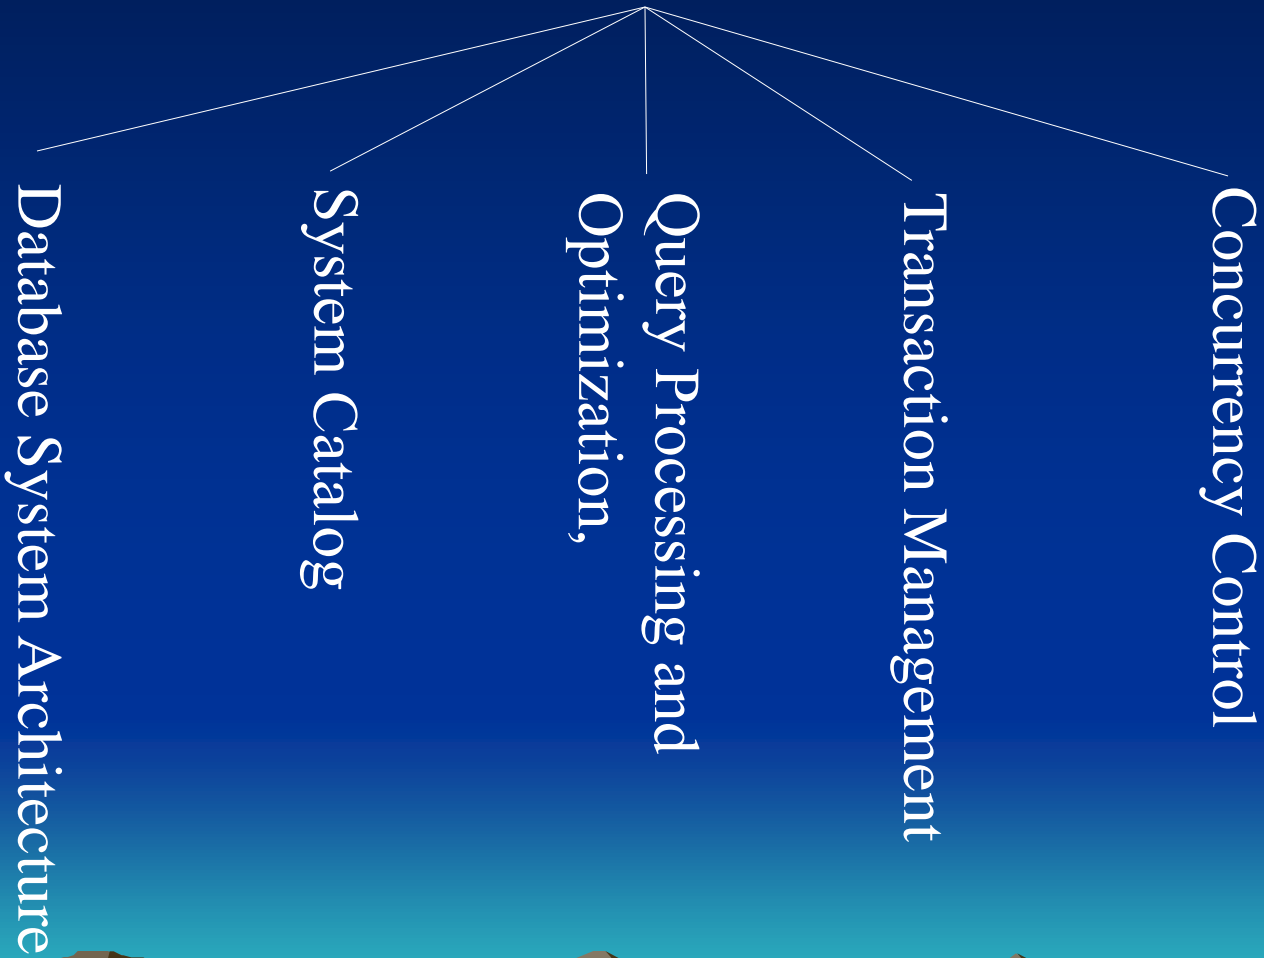 Database System Architecture
System Catalog
Query Processing and
Optimization,
Transaction Management
Concurrency Control